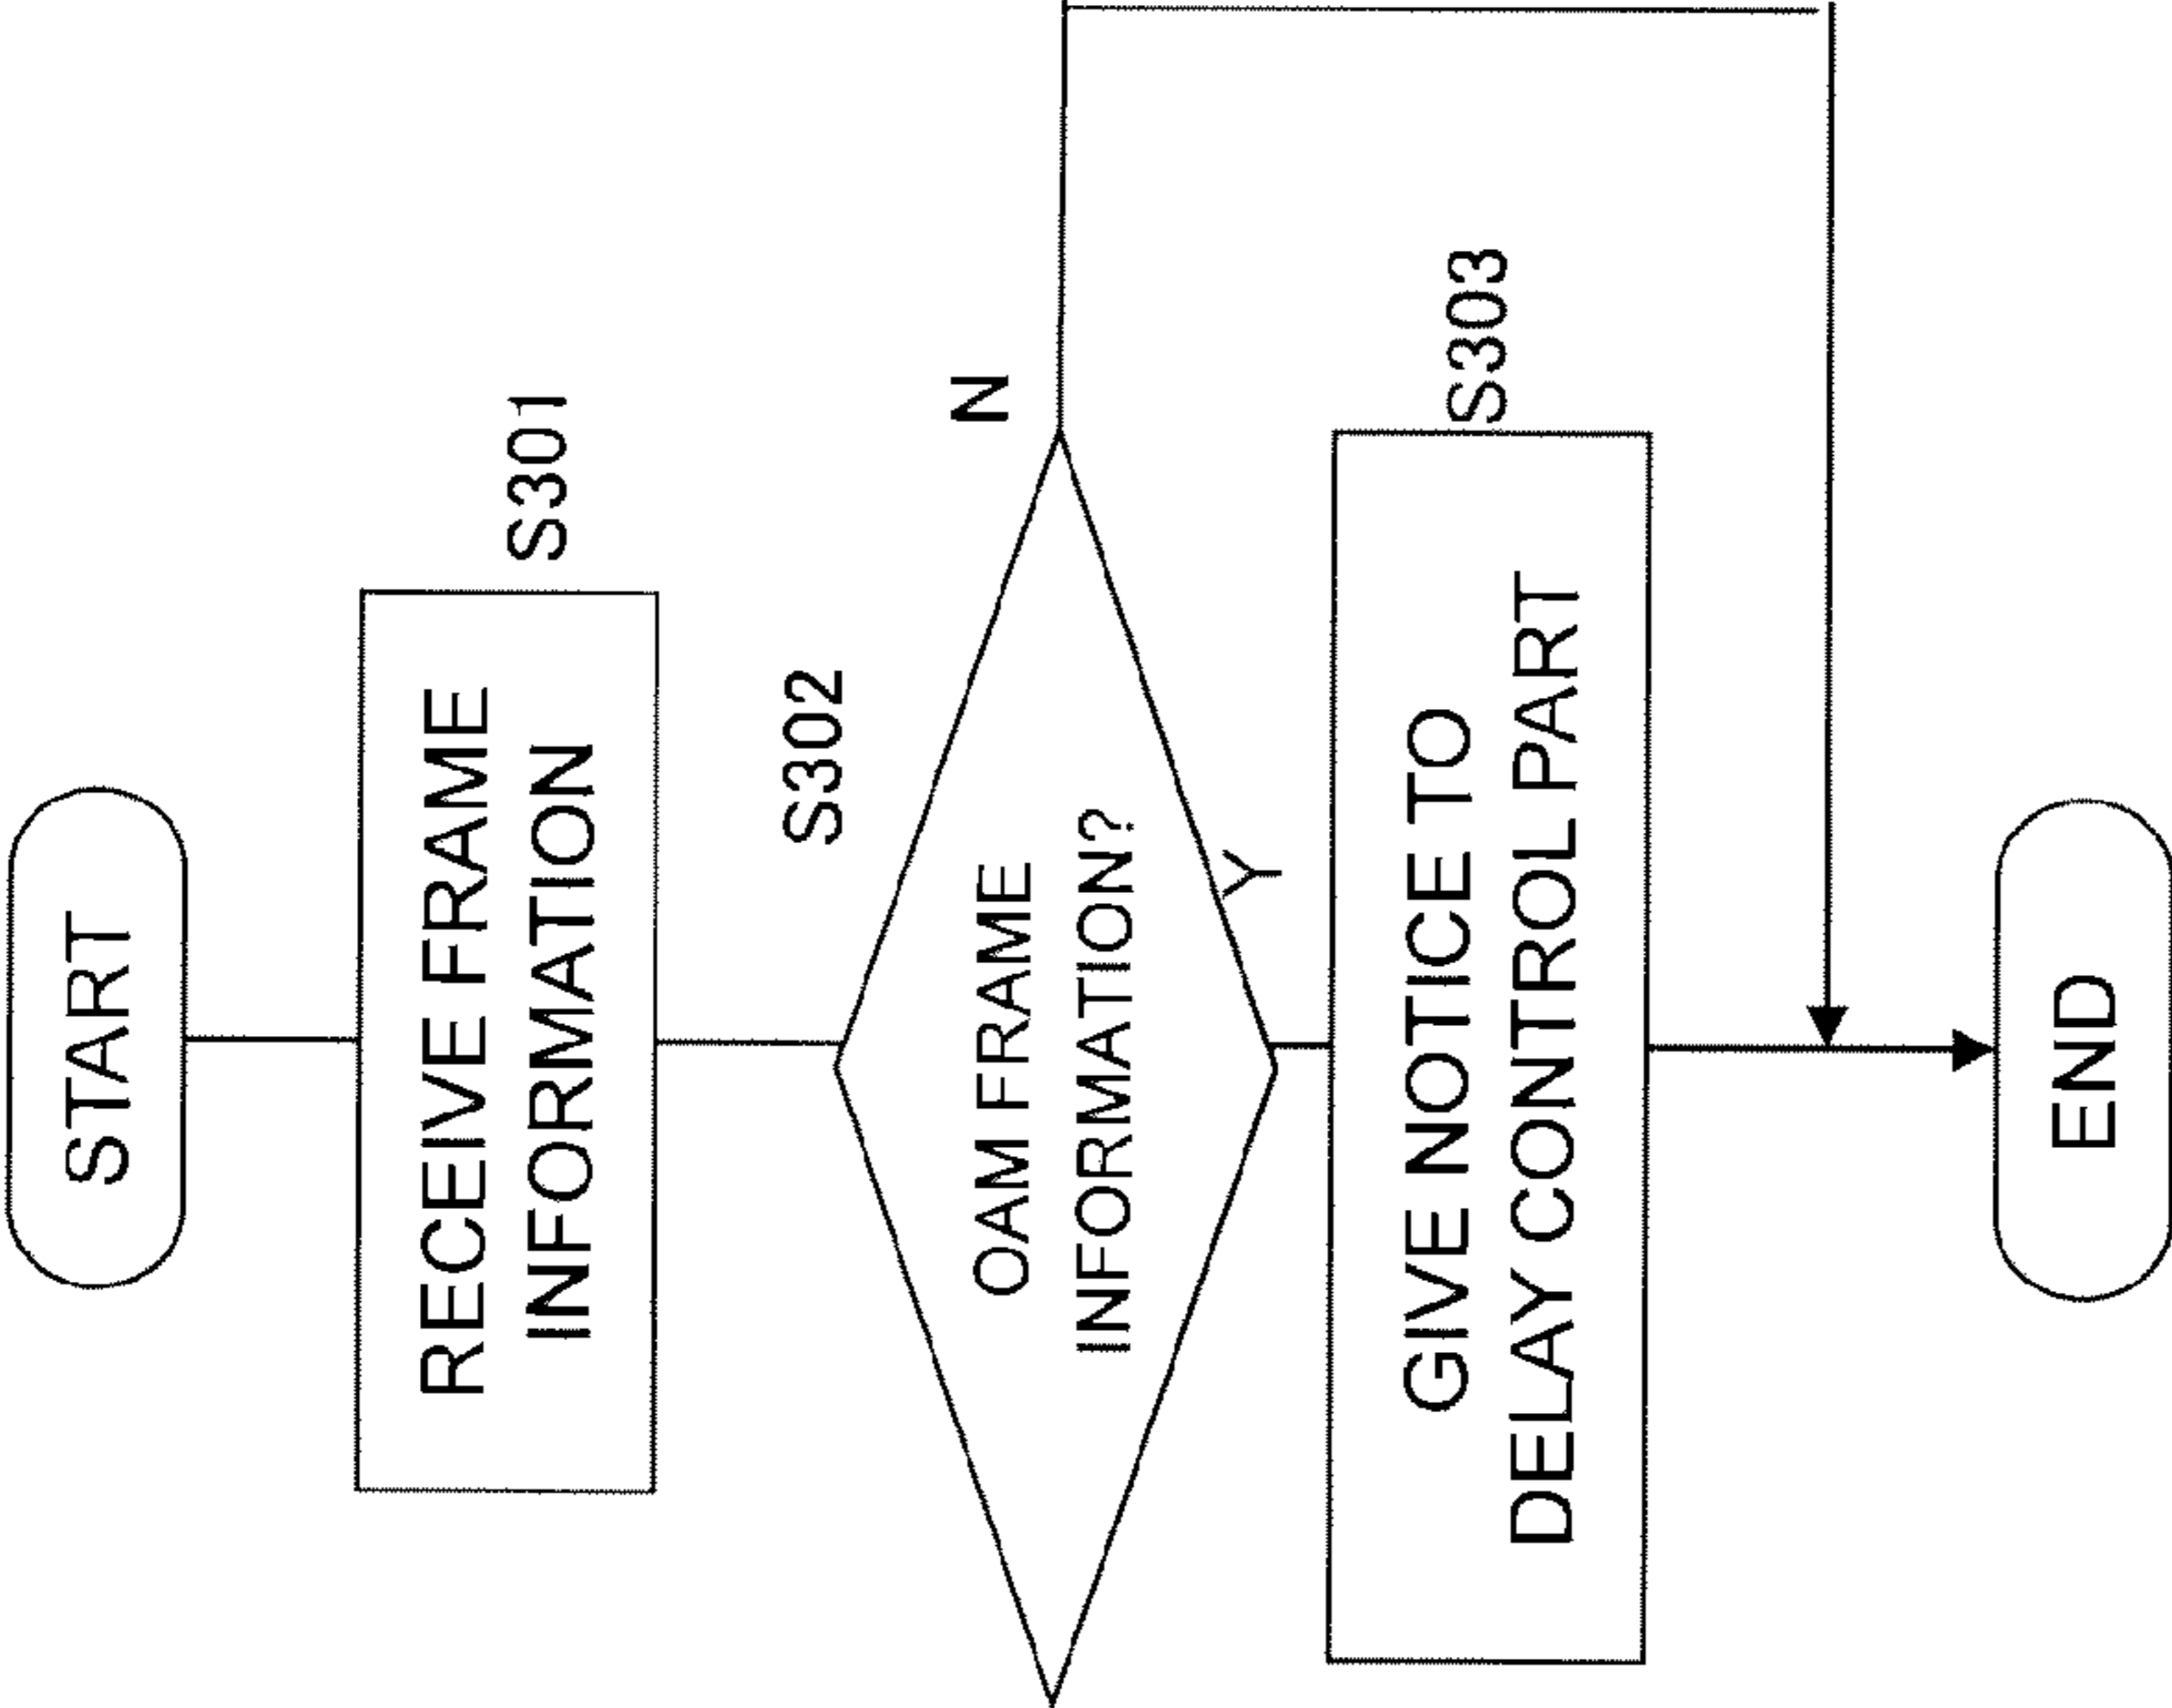 START
RECEIVE FRAME
INFORMATION
S301
S302
OAM FRAME
INFORMATION?
N
Y
GIVE NOTICE TO
DELAY CONTROL PART
S303
END